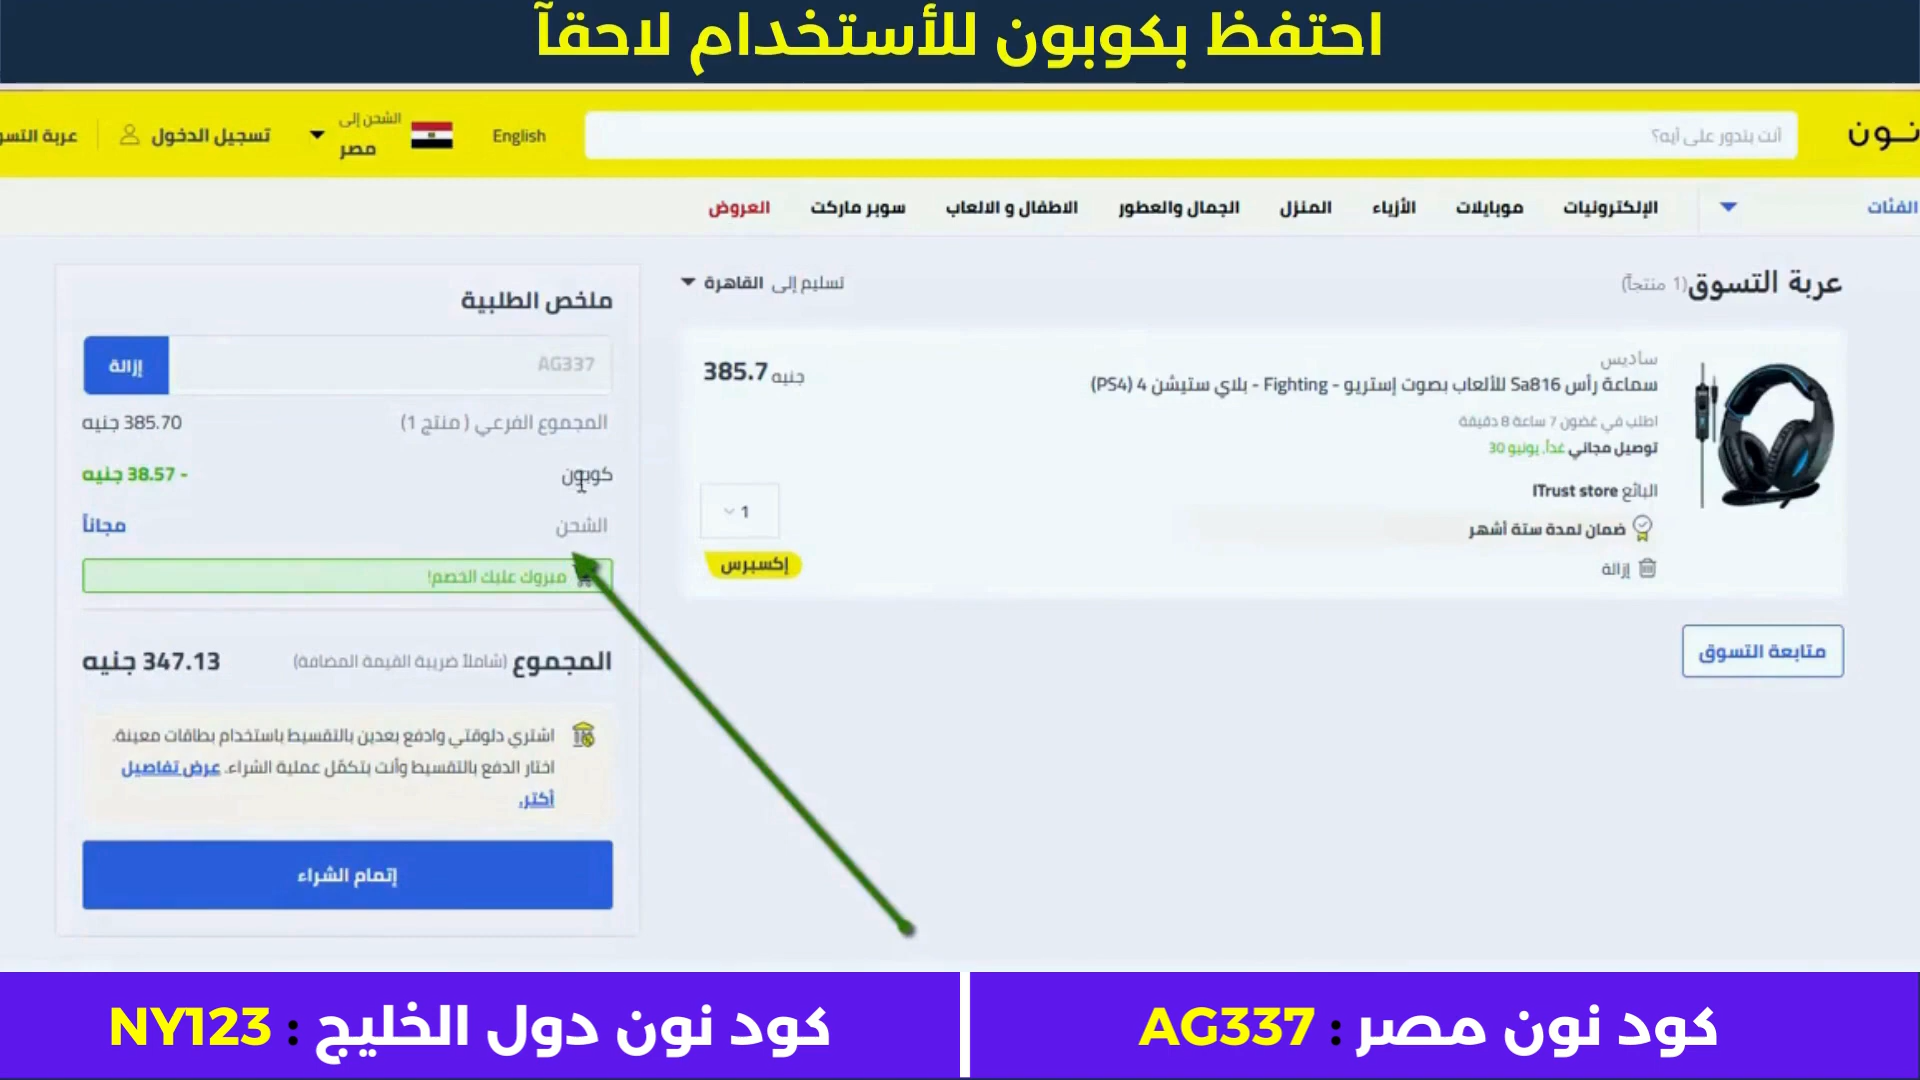 احتفظ بكوبون للأستخدام لاحقآ
نون
أنت بتدور على أيه؟
English
الشحن إلى
مصر
تسجيل الدخول
عربة التسو
الفئات
الإلكترونيات
موبايلات
الأزياء
المنزل
الجمال والعطور
الاطفال و الالعاب
سوبر ماركت
العروض
عربة التسوق (1 منتجاً)
تسليم إلى القاهرة
ساديس
سماعة رأس Sa816 للألعاب بصوت إستريو - Fighting - بلاي ستيشن 4 (PS4)
385.7 جنيه
اطلب في غضون 7 ساعة 8 دقيقة
توصيل مجاني غداً, يونيو 30
البائع ITrust store
1
ضمان لمدة ستة أشهر
إكسبرس
إزالة
متابعة التسوق
ملخص الطلبية
AG337
إزالة
المجموع الفرعي ( منتج 1)
385.70 جنيه
كوبون
- 38.57 جنيه
الشحن
مجاناً
مبروك عليك الخصم!
المجموع (شاملاً ضريبة القيمة المضافة)
347.13 جنيه
اشتري دلوقتي وادفع بعدين بالتقسيط باستخدام بطاقات معينة.
اختار الدفع بالتقسيط وأنت بتكمّل عملية الشراء. عرض تفاصيل
أكتر.
إتمام الشراء
كود نون مصر : AG337
كود نون دول الخليج : NY123